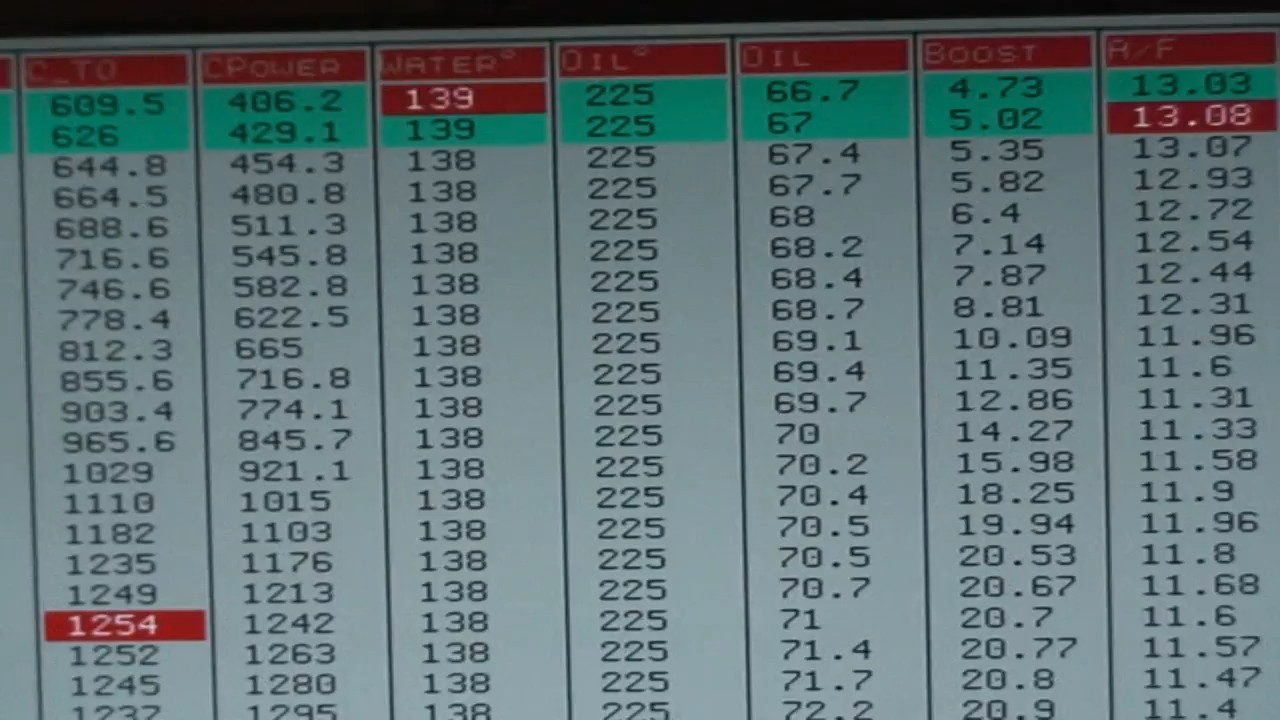 C_TQ CPOWER WATER° OIL° OIL BOOST A/F
609.5 406.2 139 225 66.7 4.73 13.03
626 429.1 139 225 67 5.02 13.08
644.8 454.3 138 225 67.4 5.35 13.07
664.5 480.8 138 225 67.7 5.82 12.93
688.6 511.3 138 225 68 6.4 12.72
716.6 545.8 138 225 68.2 7.14 12.54
746.6 582.8 138 225 68.4 7.87 12.44
778.4 622.5 138 225 68.7 8.81 12.31
812.3 665 138 225 69.1 10.09 11.96
855.6 716.8 138 225 69.4 11.35 11.6
903.4 774.1 138 225 69.7 12.86 11.31
965.6 845.7 138 225 70 14.27 11.33
1029 921.1 138 225 70.2 15.98 11.58
1110 1015 138 225 70.4 18.25 11.9
1182 1103 138 225 70.5 19.94 11.96
1235 1176 138 225 70.5 20.53 11.8
1249 1213 138 225 70.7 20.67 11.68
1254 1242 138 225 71 20.7 11.6
1252 1263 138 225 71.4 20.77 11.57
1245 1280 138 225 71.7 20.8 11.47
1237 1295 138 225 72.2 20.9 11.4